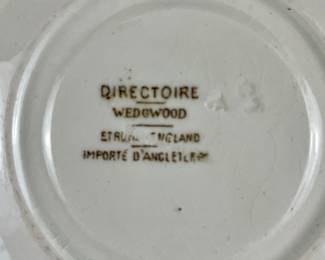 DIRECTOIRE
WEDGWOOD
ENGLAND
IMPORTÉ D'ANGLETERRE